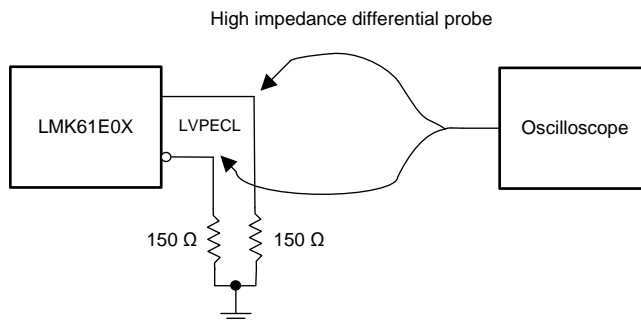 High impedance differential probe
LMK61E0X
LVPECL
Oscilloscope
150 Ω
150 Ω